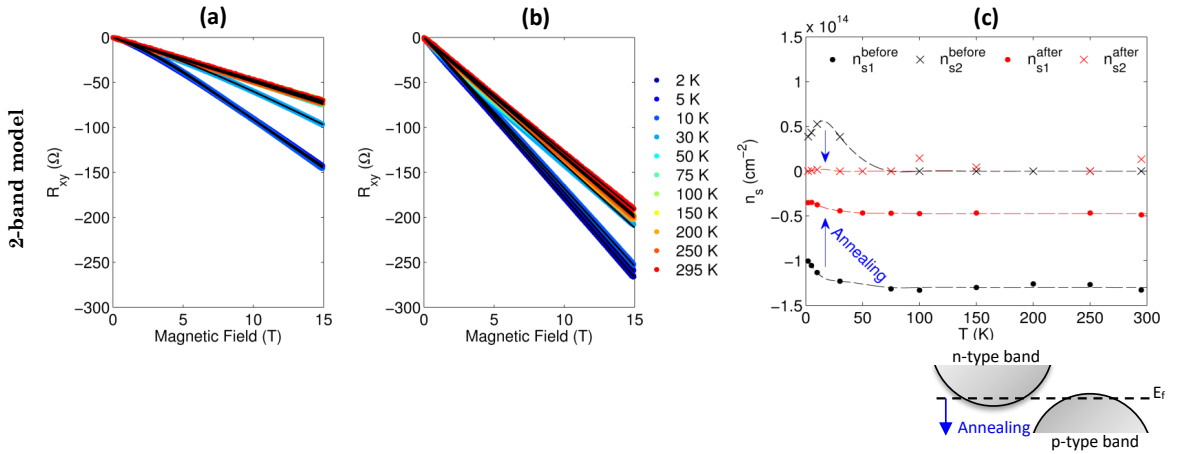 (a)
(b)
(c)
2-band model
0
−50
−100
−150
−200
−250
−300
R_xy (Ω)
0 5 10 15
Magnetic Field (T)
0
−50
−100
−150
−200
−250
−300
R_xy (Ω)
0 5 10 15
Magnetic Field (T)
2 K
5 K
10 K
30 K
50 K
75 K
100 K
150 K
200 K
250 K
295 K
x 10^14
1.5
1
0.5
0
−0.5
−1
−1.5
n_s (cm^−2)
n_s1^before n_s2^before n_s1^after n_s2^after
Annealing
0 50 100 150 200 250 300
T (K)
n-type band
E_f
Annealing
p-type band